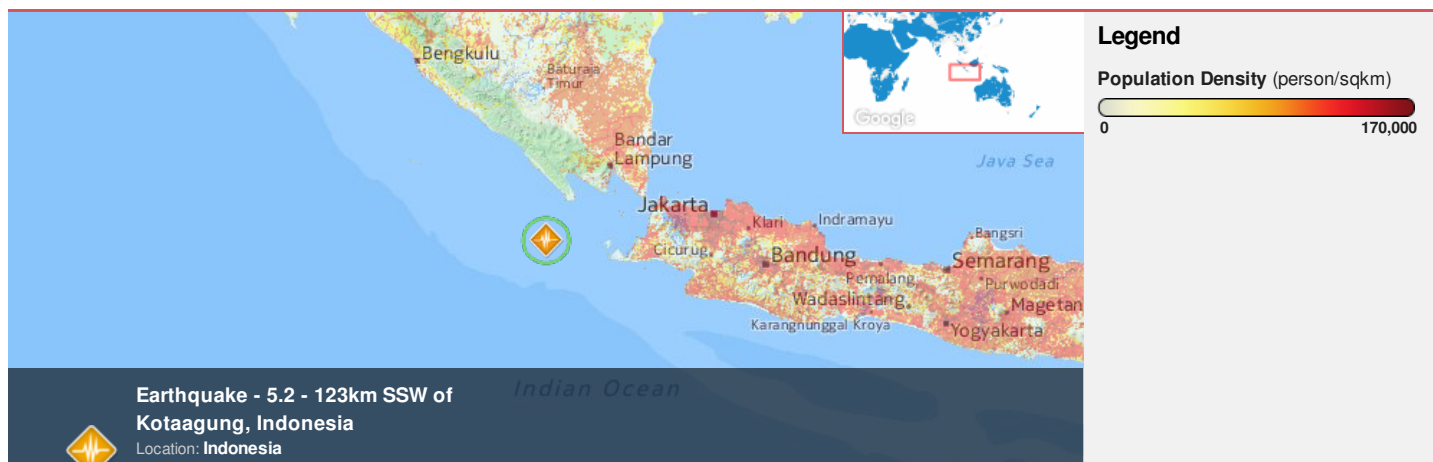 Bengkulu
Baturaja
Timur
Bandar
Lampung
Google
Java Sea
Jakarta
Klari
Indramayu
Cicurug
Bandung
Bangsri
Semarang
Pemalang
Purwodadi
Wadaslintang
Magetan
Karangnunggal Kroya
Yogyakarta
Indian Ocean
Earthquake - 5.2 - 123km SSW of
Kotaagung, Indonesia
Location: Indonesia
Legend
Population Density (person/sqkm)
0
170,000